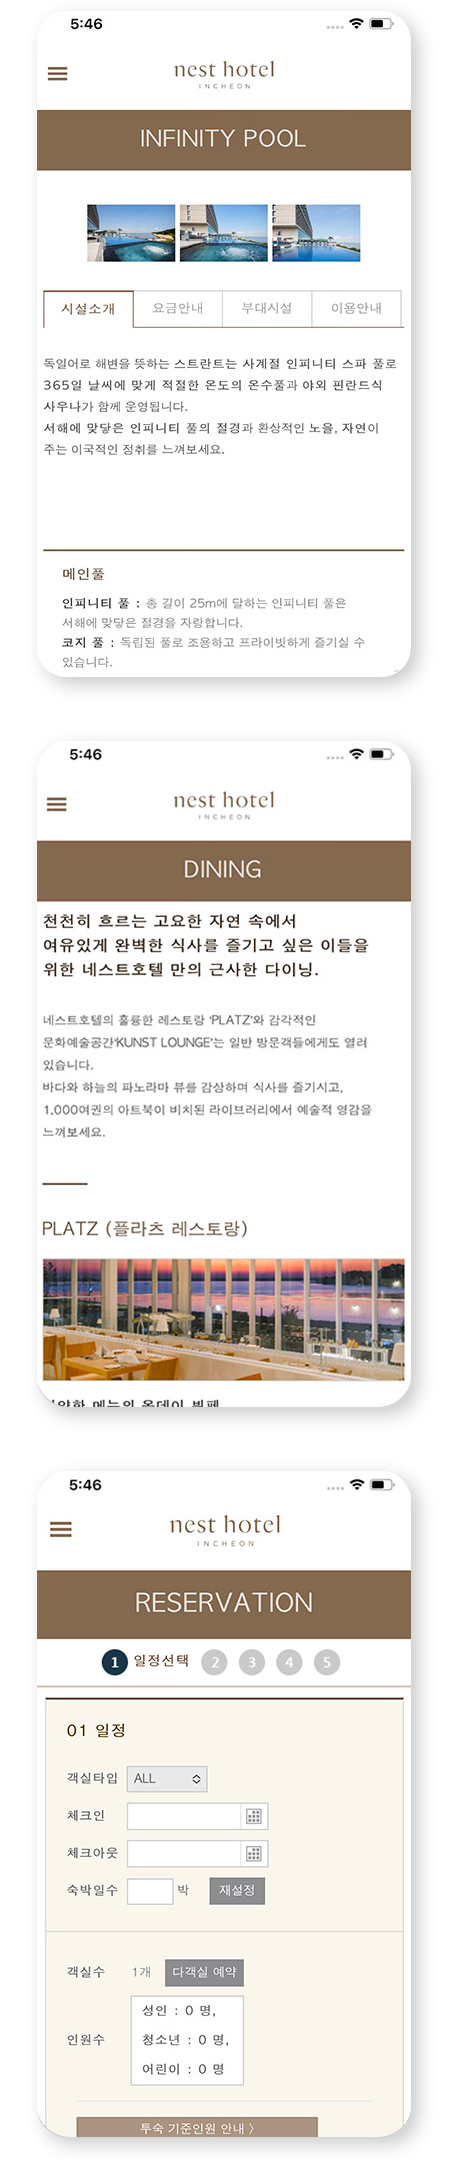 5:46
nest hotel
INCHEON
INFINITY POOL
시설소개 요금안내 부대시설 이용안내
독일어로 해변을 뜻하는 스트란트는 사계절 인피니티 스파 풀로
365일 날씨에 맞게 적절한 온도의 온수풀과 야외 핀란드식
사우나가 함께 운영됩니다.
서해에 맞닿은 인피니티 풀의 절경과 환상적인 노을, 자연이
주는 이국적인 정취를 느껴보세요.
메인풀
인피니티 풀 : 총 길이 25m에 달하는 인피니티 풀은
서해에 맞닿은 절경을 자랑합니다.
코지 풀 : 독립된 풀로 조용하고 프라이빗하게 즐기실 수
있습니다.
5:46
nest hotel
INCHEON
DINING
천천히 흐르는 고요한 자연 속에서
여유있게 완벽한 식사를 즐기고 싶은 이들을
위한 네스트호텔 만의 근사한 다이닝.
네스트호텔의 훌륭한 레스토랑 'PLATZ'와 감각적인
문화예술공간'KUNST LOUNGE'는 일반 방문객들에게도 열려
있습니다.
바다와 하늘의 파노라마 뷰를 감상하며 식사를 즐기시고,
1,000여권의 아트북이 비치된 라이브러리에서 예술적 영감을
느껴보세요.
PLATZ (플라츠 레스토랑)
메뉴의 올데이 뷔페
5:46
nest hotel
INCHEON
RESERVATION
1 일정선택 2 3 4 5
01 일정
객실타입 ALL
체크인
체크아웃
숙박일수 박 재설정
객실수 1개 다객실 예약
성인 : 0 명,
인원수 청소년 : 0 명,
어린이 : 0 명
투숙 기준인원 안내 〉